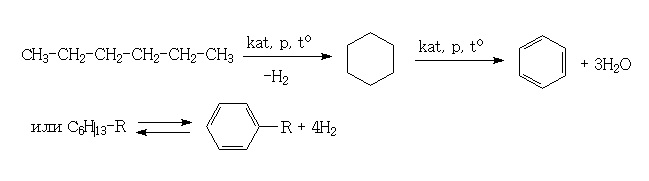 kat, p, t° kat, p, t°
CH3-CH2-CH2-CH2-CH2-CH3
-H2
+ 3H2O
или C6H13-R R + 4H2